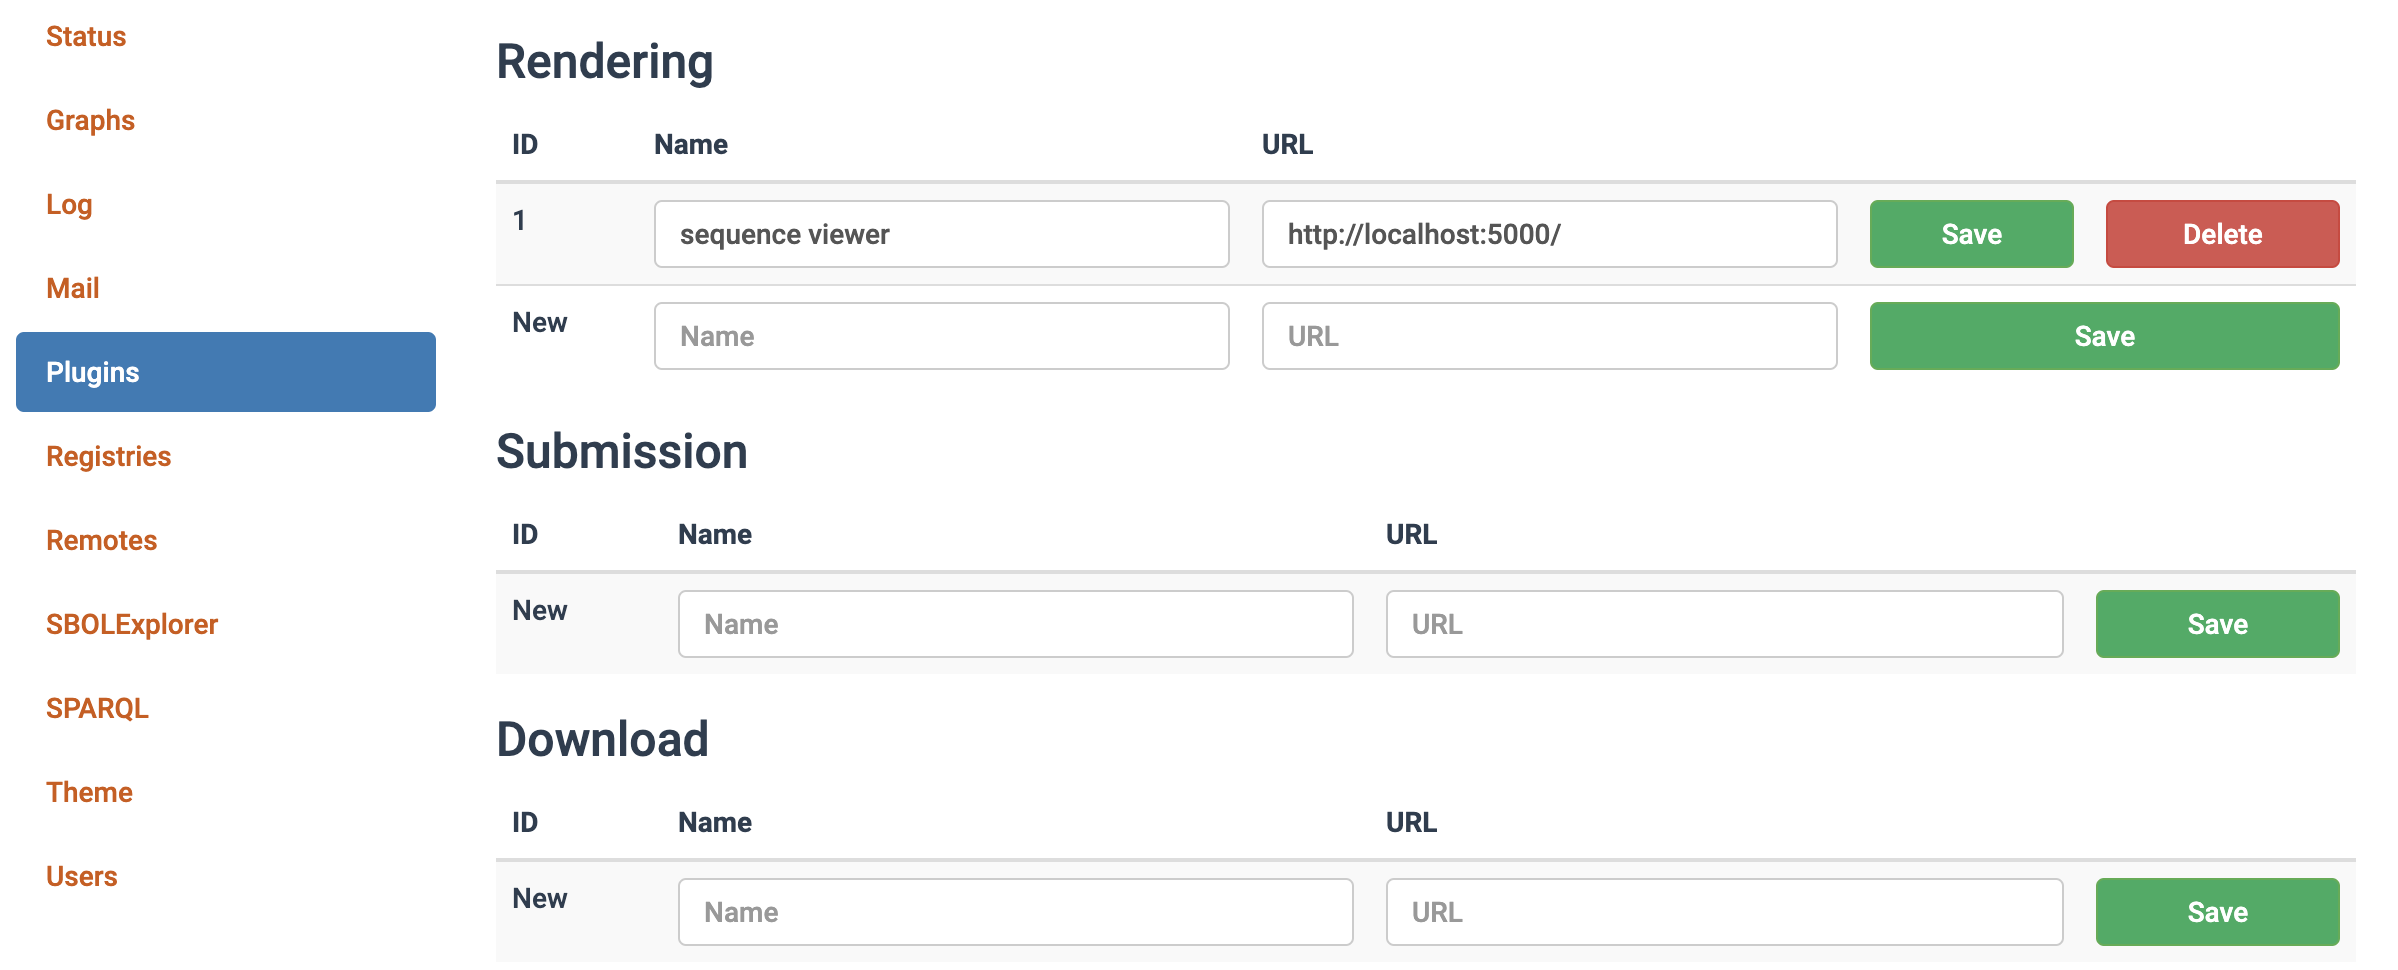 Status
Graphs
Log
Mail
Plugins
Registries
Remotes
SBOLExplorer
SPARQL
Theme
Users
Rendering
ID Name URL
1 sequence viewer http://localhost:5000/ Save Delete
New Name URL Save
Submission
ID Name URL
New Name URL Save
Download
ID Name URL
New Name URL Save